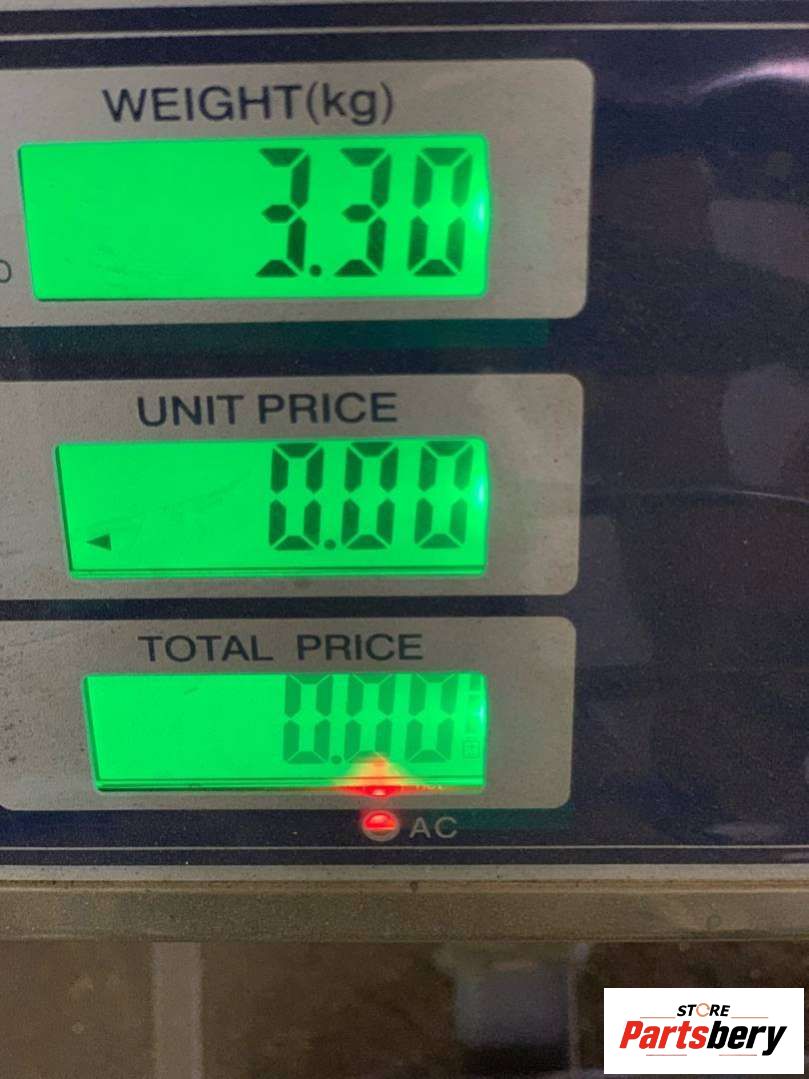 WEIGHT(kg)
3.30
UNIT PRICE
0.00
TOTAL PRICE
0.00
AC
STORE
Partsbery